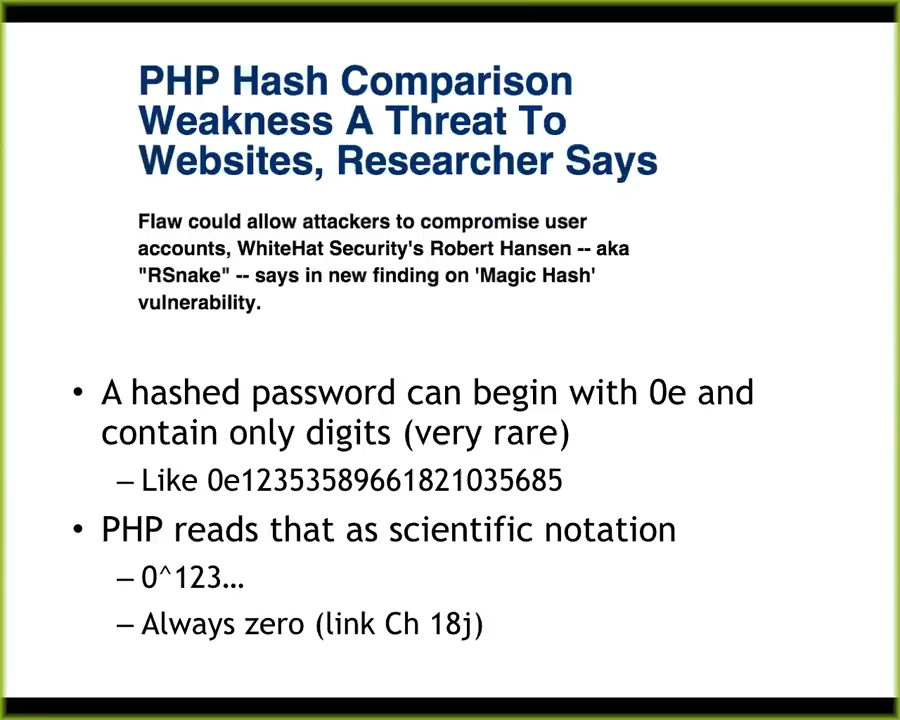 PHP Hash Comparison
Weakness A Threat To
Websites, Researcher Says
Flaw could allow attackers to compromise user
accounts, WhiteHat Security's Robert Hansen -- aka
"RSnake" -- says in new finding on 'Magic Hash'
vulnerability.
• A hashed password can begin with 0e and
contain only digits (very rare)
– Like 0e12353589661821035685
• PHP reads that as scientific notation
– 0^123…
– Always zero (link Ch 18j)